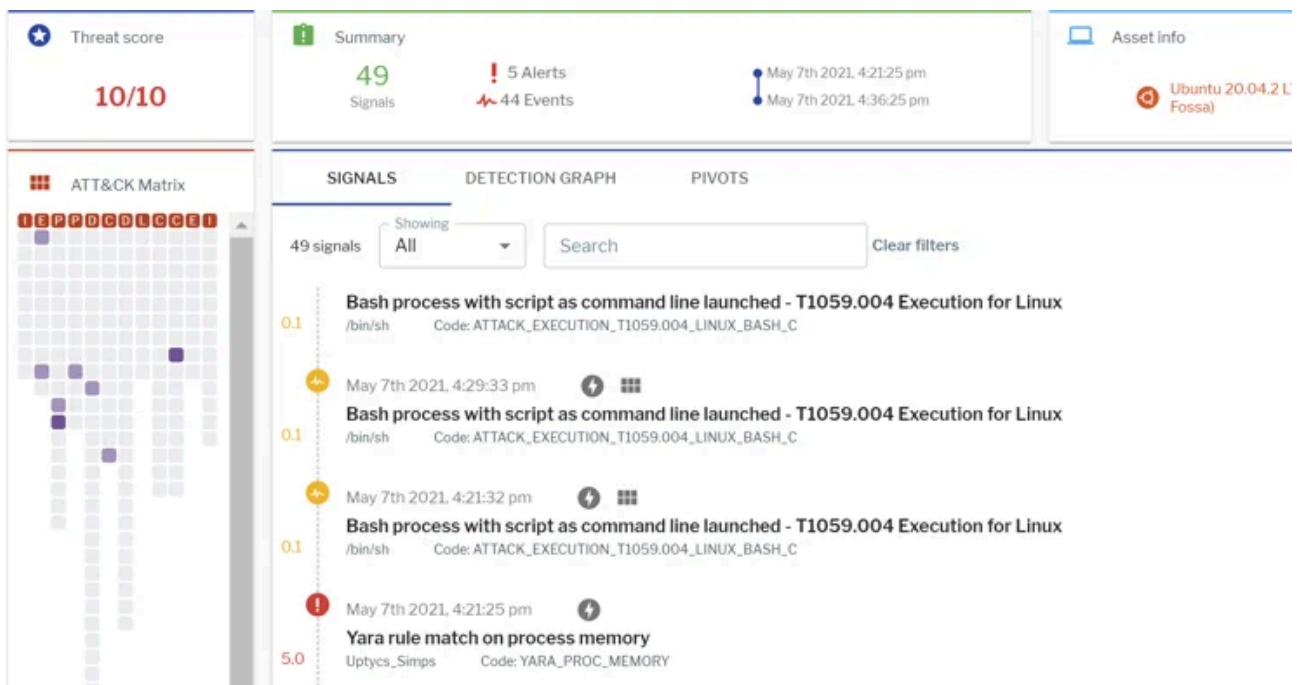 Threat score
10/10
Summary
49
Signals
5 Alerts
44 Events
May 7th 2021, 4:21:25 pm
May 7th 2021, 4:36:25 pm
Asset info
Ubuntu 20.04.2
Fossa)
ATT&CK Matrix
I E P P D C D L C C E I
SIGNALS DETECTION GRAPH PIVOTS
49 signals
Showing
All
Search
Clear filters
Bash process with script as command line launched - T1059.004 Execution for Linux
0.1
/bin/sh Code: ATTACK_EXECUTION_T1059.004_LINUX_BASH_C
May 7th 2021, 4:29:33 pm
Bash process with script as command line launched - T1059.004 Execution for Linux
0.1
/bin/sh Code: ATTACK_EXECUTION_T1059.004_LINUX_BASH_C
May 7th 2021, 4:21:32 pm
Bash process with script as command line launched - T1059.004 Execution for Linux
0.1
/bin/sh Code: ATTACK_EXECUTION_T1059.004_LINUX_BASH_C
May 7th 2021, 4:21:25 pm
Yara rule match on process memory
5.0
Uptycs_Simps Code: YARA_PROC_MEMORY